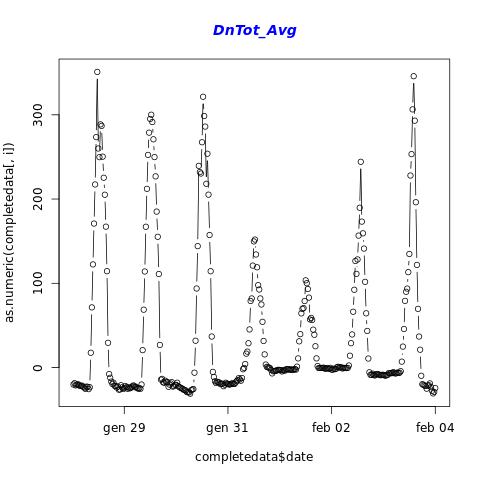 DnTot_Avg
as.numeric(completedata[, i])
300
200
100
0
gen 29
gen 31
feb 02
feb 04
completedata$date